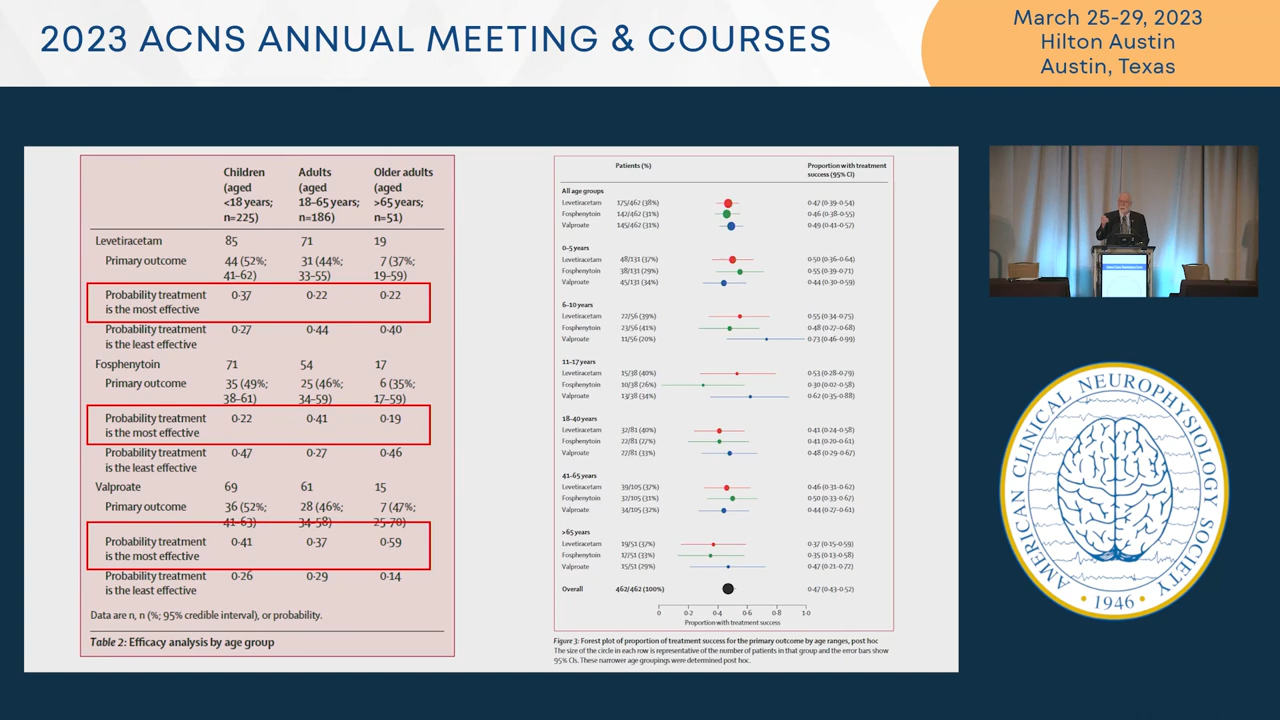 2023 ACNS ANNUAL MEETING & COURSES
March 25-29, 2023
Hilton Austin
Austin, Texas
Children (aged <18 years; n=225) Adults (aged 18–65 years; n=186) Older adults (aged >65 years; n=51)
Levetiracetam 85 71 19
Primary outcome 44 (52%; 41–62) 31 (44%; 33–55) 7 (37%; 19–59)
Probability treatment is the most effective 0·37 0·22 0·22
Probability treatment is the least effective 0·27 0·44 0·40
Fosphenytoin 71 54 17
Primary outcome 35 (49%; 38–61) 25 (46%; 34–59) 6 (35%; 17–59)
Probability treatment is the most effective 0·22 0·41 0·19
Probability treatment is the least effective 0·47 0·27 0·46
Valproate 69 61 15
Primary outcome 36 (52%; 41–63) 28 (46%; 34–58) 7 (47%; 25–70)
Probability treatment is the most effective 0·41 0·37 0·59
Probability treatment is the least effective 0·26 0·29 0·14
Data are n, n (%; 95% credible interval), or probability.
Table 2: Efficacy analysis by age group
Patients (%) Proportion with treatment success (95% CI)
All age groups
Levetiracetam 175/462 (38%) 0·47 (0·39–0·54)
Fosphenytoin 142/462 (31%) 0·46 (0·38–0·55)
Valproate 145/462 (31%) 0·49 (0·41–0·57)
0–5 years
Levetiracetam 48/131 (37%) 0·50 (0·36–0·64)
Fosphenytoin 38/131 (29%) 0·55 (0·39–0·71)
Valproate 45/131 (34%) 0·44 (0·30–0·59)
6–10 years
Levetiracetam 22/56 (39%) 0·55 (0·34–0·75)
Fosphenytoin 23/56 (41%) 0·48 (0·27–0·68)
Valproate 11/56 (20%) 0·73 (0·46–0·99)
11–17 years
Levetiracetam 15/38 (40%) 0·53 (0·28–0·79)
Fosphenytoin 10/38 (26%) 0·30 (0·02–0·58)
Valproate 13/38 (34%) 0·62 (0·35–0·88)
18–40 years
Levetiracetam 32/81 (40%) 0·41 (0·24–0·58)
Fosphenytoin 22/81 (27%) 0·41 (0·20–0·61)
Valproate 27/81 (33%) 0·48 (0·29–0·67)
41–65 years
Levetiracetam 39/105 (37%) 0·46 (0·31–0·62)
Fosphenytoin 32/105 (31%) 0·50 (0·33–0·67)
Valproate 34/105 (32%) 0·44 (0·27–0·61)
>65 years
Levetiracetam 19/51 (37%) 0·37 (0·15–0·59)
Fosphenytoin 17/51 (33%) 0·35 (0·13–0·58)
Valproate 15/51 (29%) 0·47 (0·21–0·72)
Overall 462/462 (100%) 0·47 (0·43–0·52)
0 0·2 0·4 0·6 0·8 1·0
Proportion with treatment success
Figure 3: Forest plot of proportion of treatment success for the primary outcome by age ranges, post hoc
The size of the circle in each row is representative of the number of patients in that group and the error bars show
95% CIs. These narrower age groupings were determined post hoc.
AMERICAN CLINICAL NEUROPHYSIOLOGY SOCIETY
• 1946 •